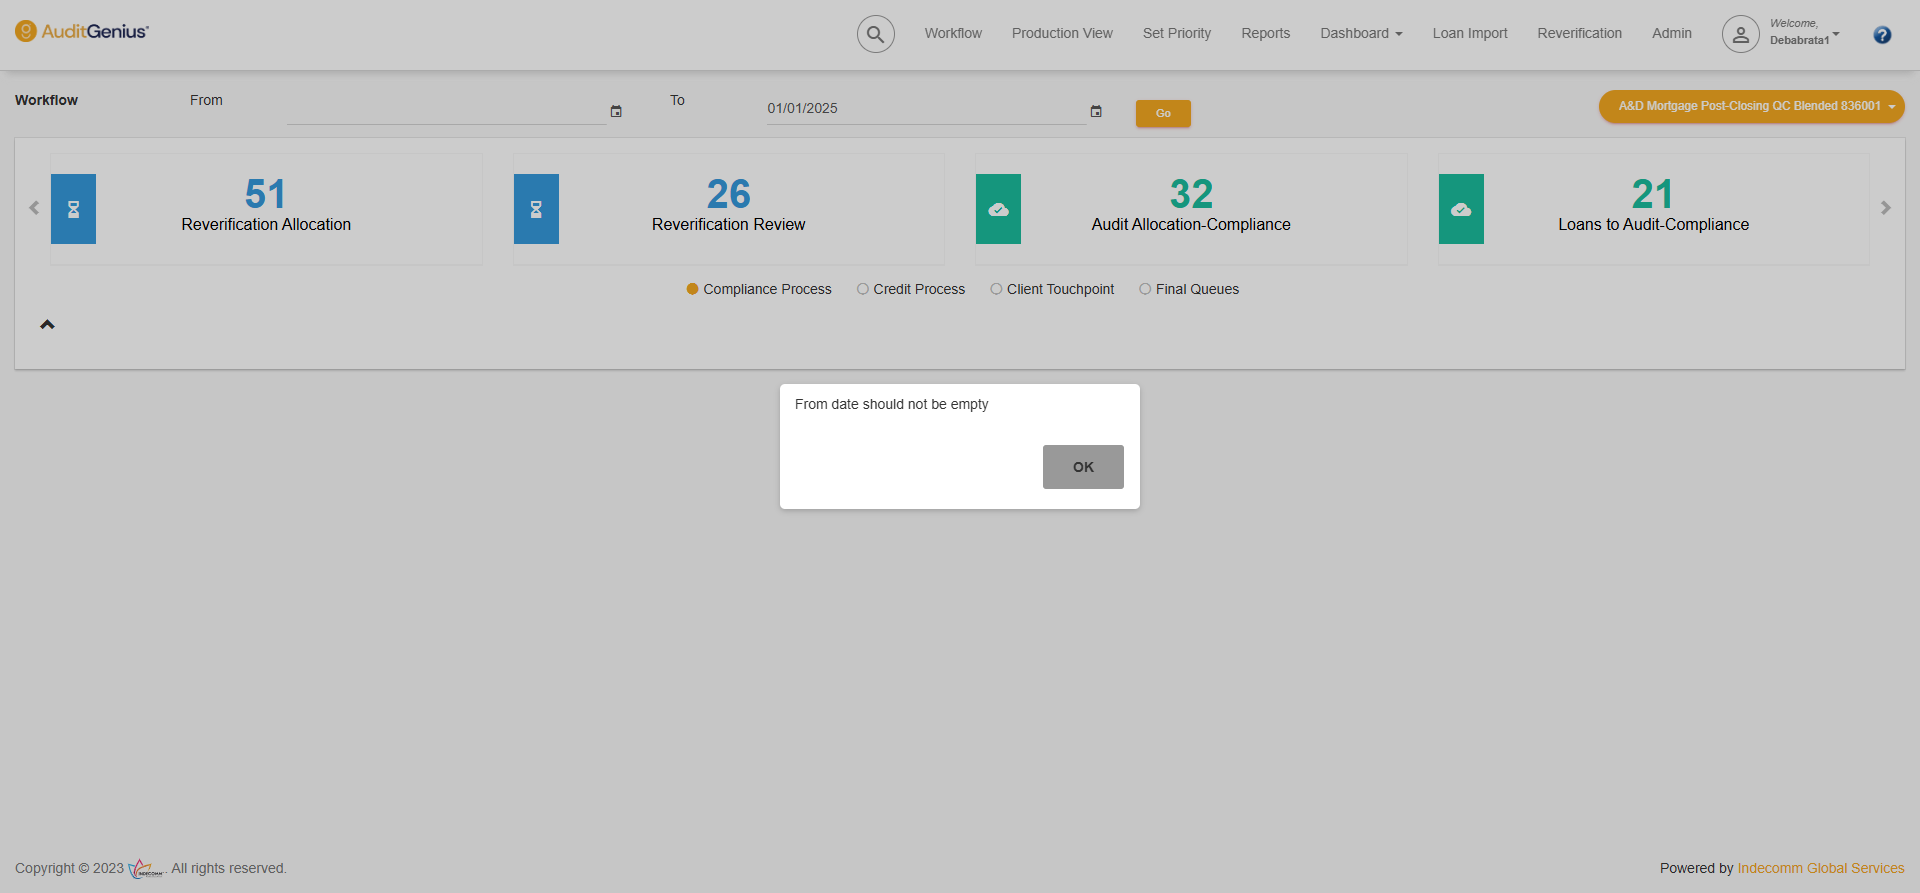 AuditGenius
Workflow
Production View
Set Priority
Reports
Dashboard
Loan Import
Reverification
Admin
Welcome,
Debabrata1
?
Workflow
From
To
01/01/2025
Go
A&D Mortgage Post-Closing QC Blended 836001
51
Reverification Allocation
26
Reverification Review
32
Audit Allocation-Compliance
21
Loans to Audit-Compliance
Compliance Process
Credit Process
Client Touchpoint
Final Queues
From date should not be empty
OK
Copyright © 2023 INDECOMM. All rights reserved.
Powered by Indecomm Global Services